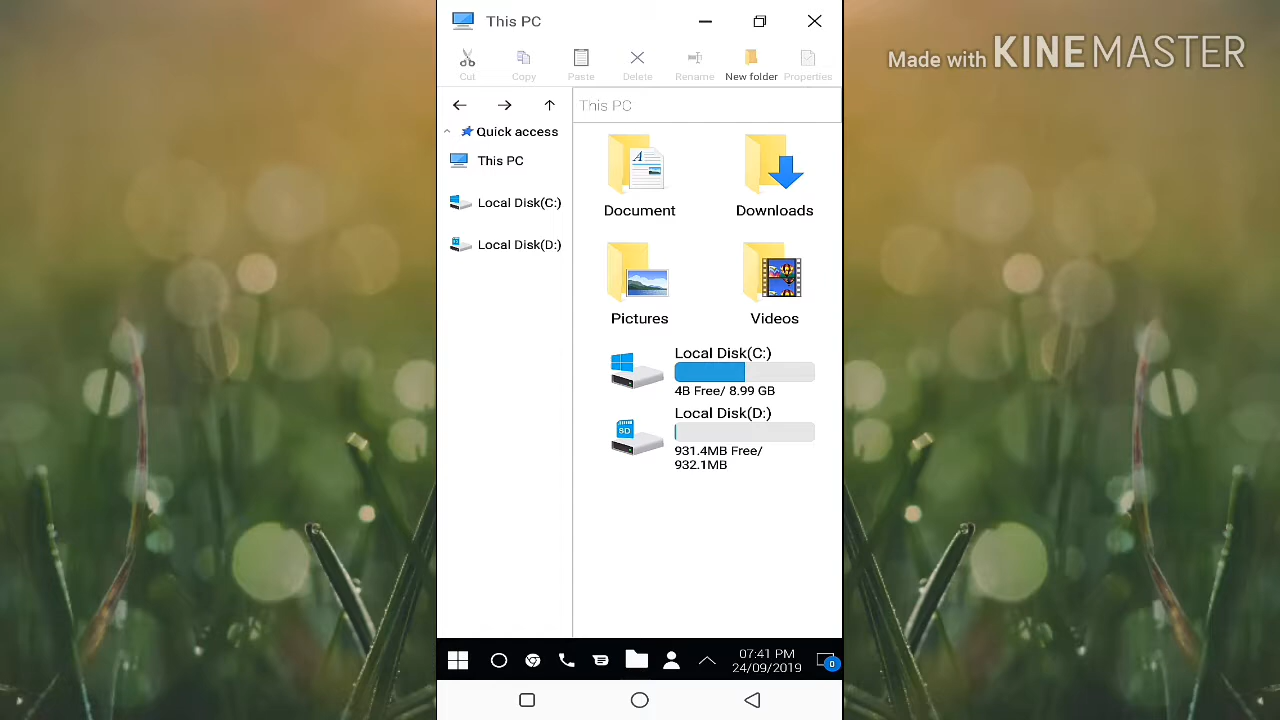 This PC
Made with KINEMASTER
Cut Copy Paste Delete Rename New folder Properties
This PC
Quick access
This PC
Local Disk(C:)
Local Disk(D:)
Document Downloads
Pictures Videos
Local Disk(C:)
4B Free/ 8.99 GB
Local Disk(D:)
SD
931.4MB Free/
932.1MB
07:41 PM
24/09/2019
0